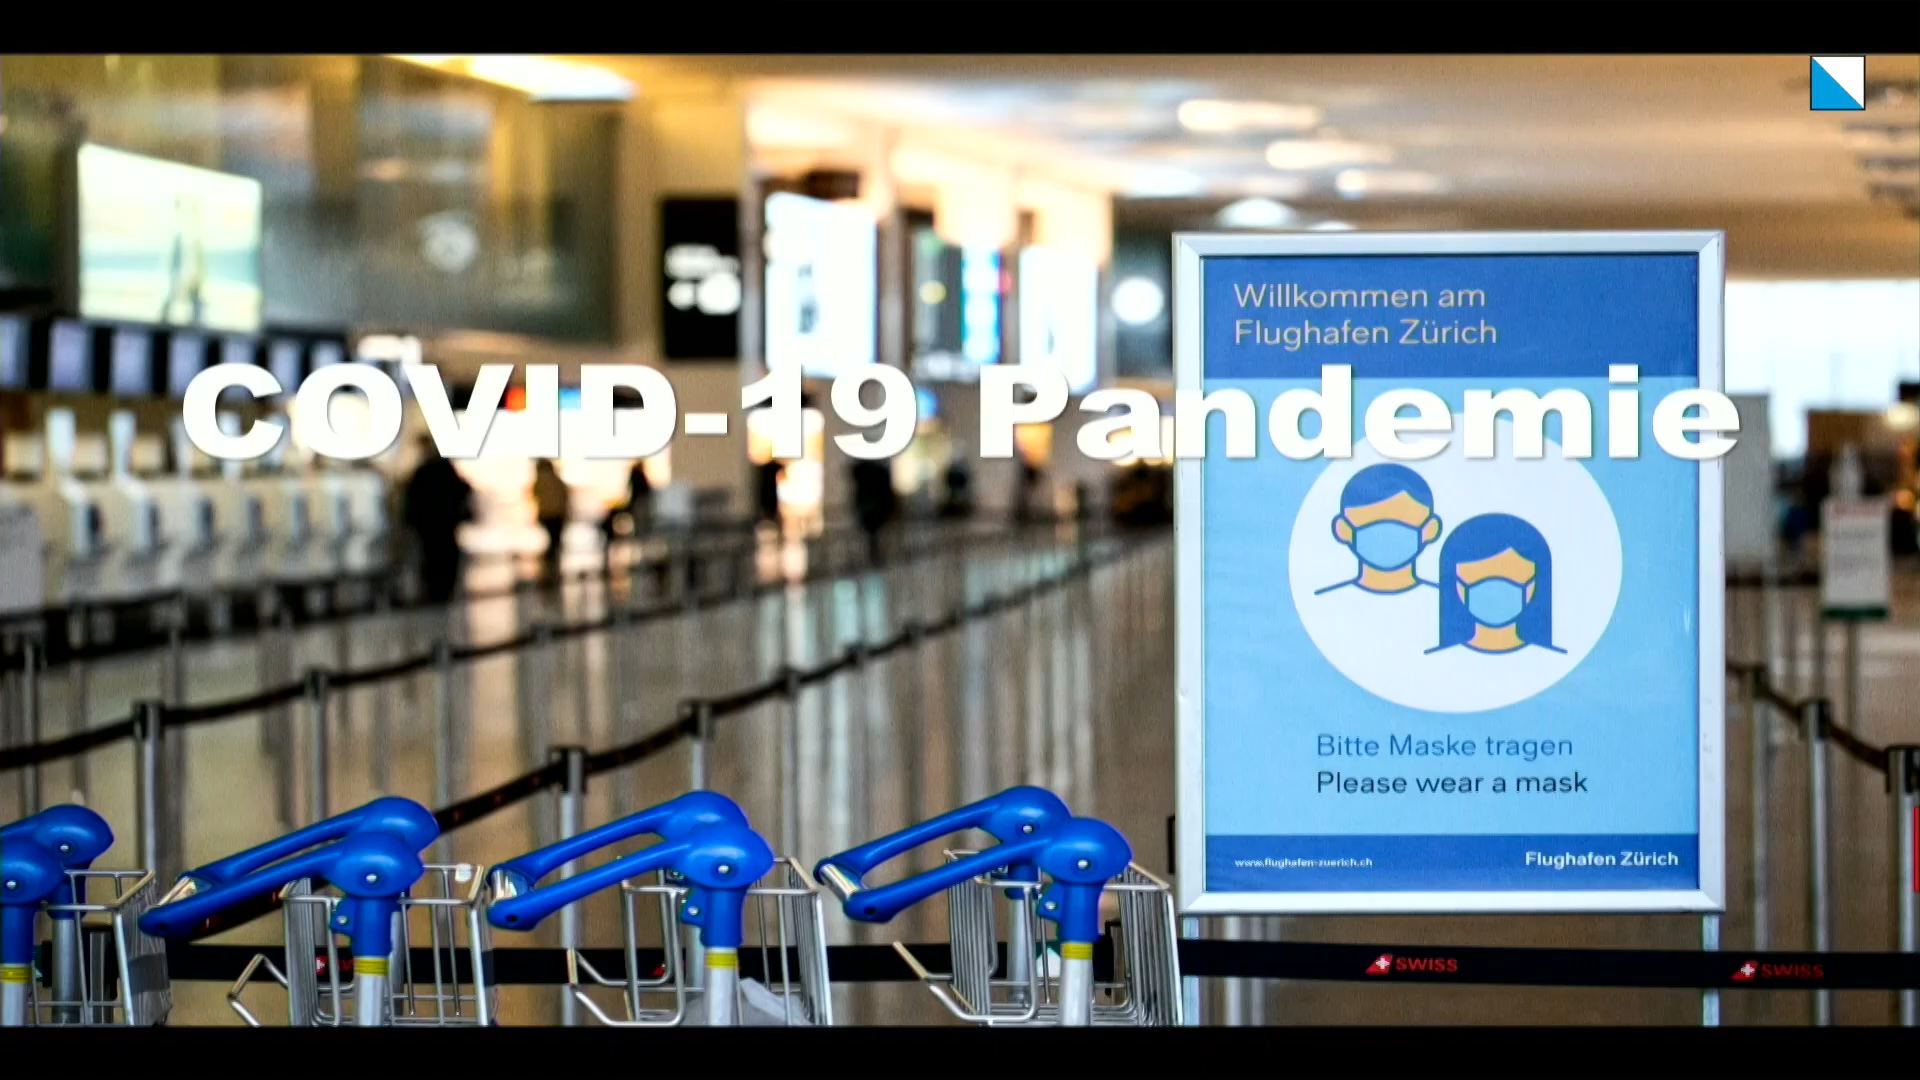 Willkommen am
Flughafen Zürich
COVID-19 Pandemie
Bitte Maske tragen
Please wear a mask
www.flughafen-zuerich.ch
Flughafen Zürich
SWISS
SWISS